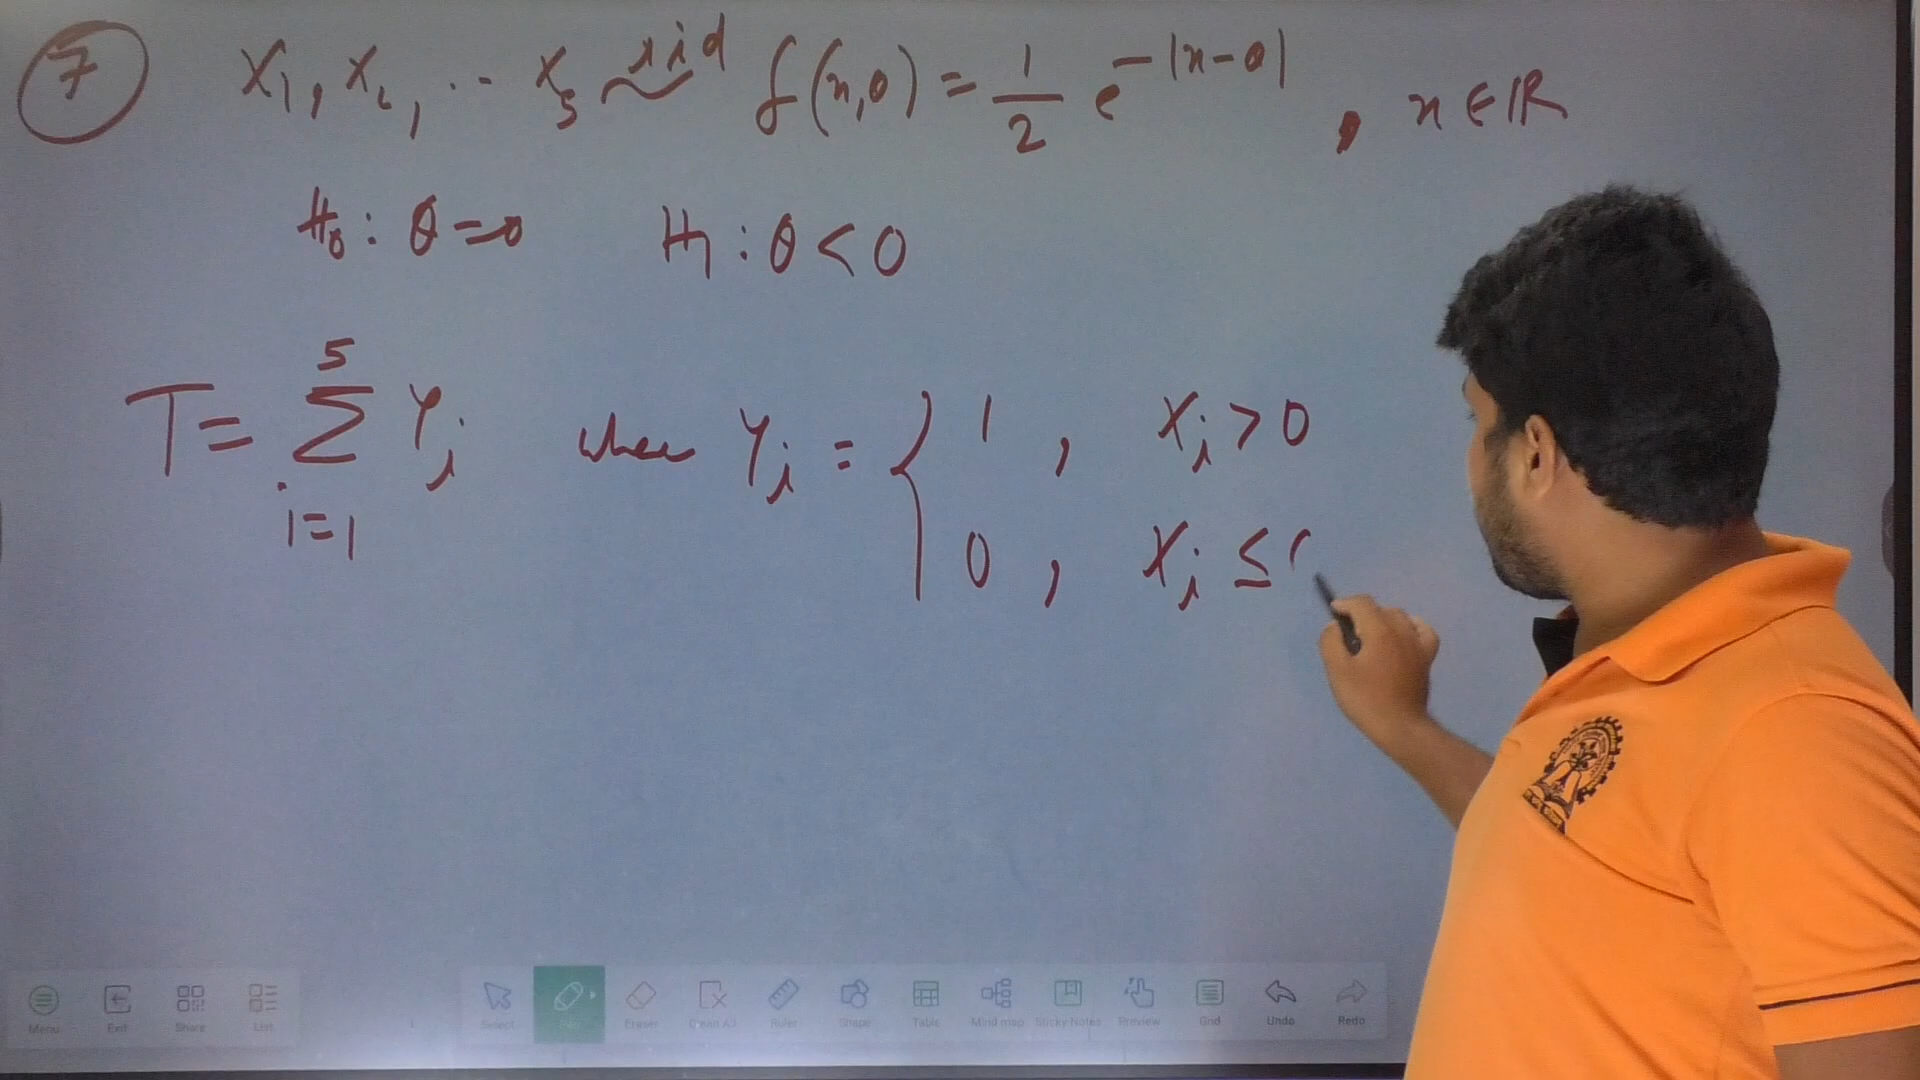 7 X₁, X₂, .. X₅ ~ iid f(x,θ) = 1/2 e^-|x-θ| , x ∈ ℝ
H₀ : θ = 0 H₁ : θ < 0
T = Σ_{i=1}^{5} Yᵢ where Yᵢ = { 1 , Xᵢ > 0
0 , Xᵢ ≤
Menu Exit Share List Select Eraser Clean All Ruler Shape Table Mind map Sticky Notes Preview Grid Undo Redo